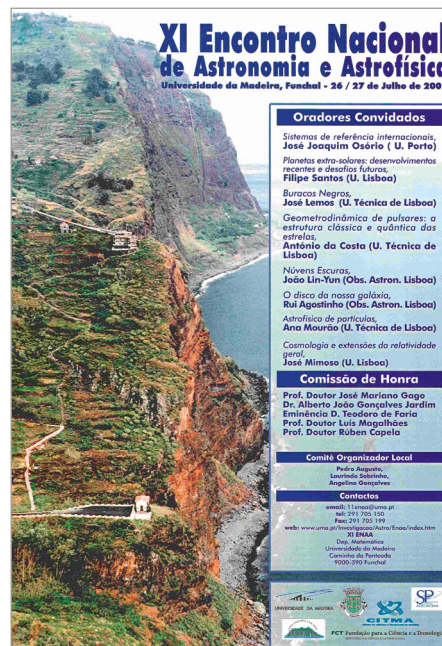 XI Encontro Nacional
de Astronomia e Astrofísica
Universidade da Madeira, Funchal - 26 / 27 de Julho de 200
Oradores Convidados
Sistemas de referência internacionais,
José Joaquim Osório ( U. Porto)
Planetas extra-solares: desenvolvimentos
recentes e desafios futuros,
Filipe Santos (U. Lisboa)
Buracos Negros,
José Lemos (U. Técnica de Lisboa)
Geometrodinâmica de pulsares: a
estrutura clássica e quântica das
estrelas,
António da Costa (U. Técnica de
Lisboa)
Núvens Escuras,
João Lin-Yun (Obs. Astron. Lisboa)
O disco da nossa galáxia,
Rui Agostinho (Obs. Astron. Lisboa)
Astrofísica de partículas,
Ana Mourão (U. Técnica de Lisboa)
Cosmologia e extensões da relatividade
geral,
José Mimoso (U. Lisboa)
Comissão de Honra
Prof. Doutor José Mariano Gago
Dr. Alberto João Gonçalves Jardim
Eminência D. Teodoro de Faria
Prof. Doutor Luís Magalhães
Prof. Doutor Rúben Capela
Comité Organizador Local
Pedro Augusto,
Laurindo Sobrinho,
Angelino Gonçalves
Contactos
email: 11enaa@uma.pt
tel: 291 705 150
Fax: 291 705 199
web: www.uma.pt/Investigacao/Astro/Enaa/index.htm
XI ENAA
Dep. Matemática
Universidade da Madeira
Caminho da Penteada
9000-390 Funchal
UNIVERSIDADE DA MADEIRA
CITMA
SP
FCT Fundação para a Ciência e a Tecnologi